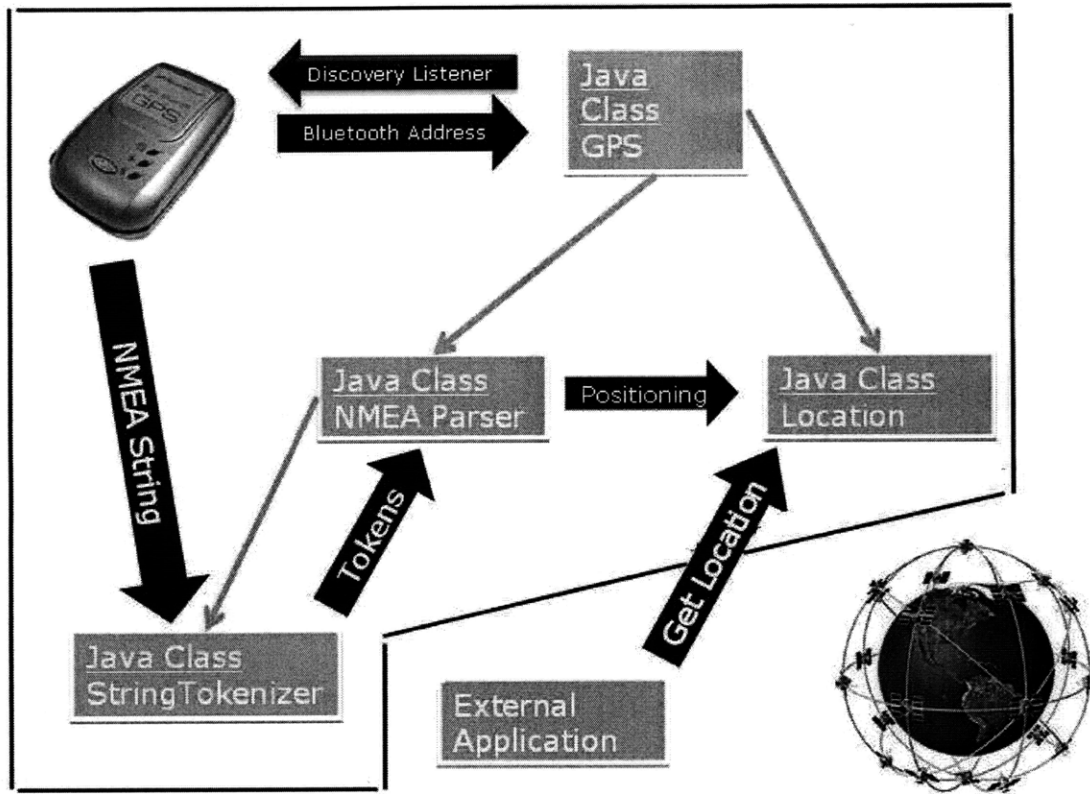 Discovery Listener
Bluetooth Address
GPS
Java
Class
GPS
NMEA String
Java Class
NMEA Parser
Positioning
Java Class
Location
Tokens
Get Location
Java Class
StringTokenizer
External
Application